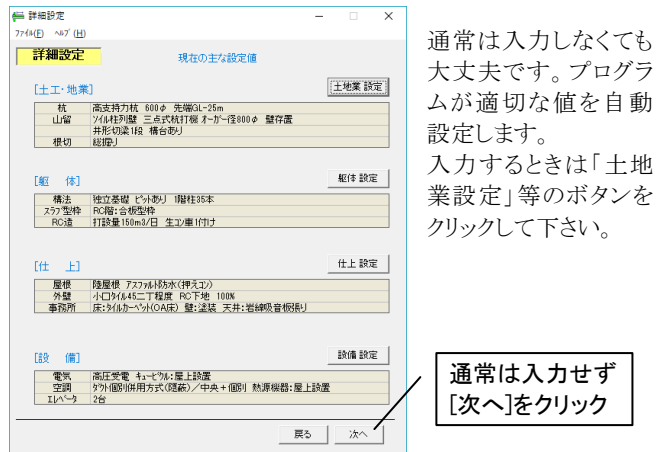 詳細設定
ファイル(F) ヘルプ(H)
詳細設定
現在の主な設定値
[土工・地業]
土地業 設定
杭 高支持力杭 600φ 先端GL-25m
山留 ソイル柱列壁 三点式杭打機 オーガー径800φ 壁存置
井形切梁1段 構台あり
根切 総掘り
[躯 体]
躯体 設定
構法 独立基礎 ピットあり 1階柱35本
スラブ型枠 RC階:合板型枠
RC造 打設量150m3/日 生コン車1付け
[仕 上]
仕上 設定
屋根 陸屋根 アスファルト防水(押えコン)
外壁 小口タイル45二丁程度 RC下地 100%
事務所 床:タイルカーペット(OA床) 壁:塗装 天井:岩綿吸音板張り
[設 備]
設備 設定
電気 高圧受電 キュービクル:屋上設置
空調 ダクト個別併用方式(隠蔽)/中央+個別 熱源機器:屋上設置
エレベータ 2台
戻る
次へ
通常は入力しなくても
大丈夫です。プログラ
ムが適切な値を自動
設定します。
入力するときは「土地
業設定」等のボタンを
クリックして下さい。
通常は入力せず
[次へ]をクリック